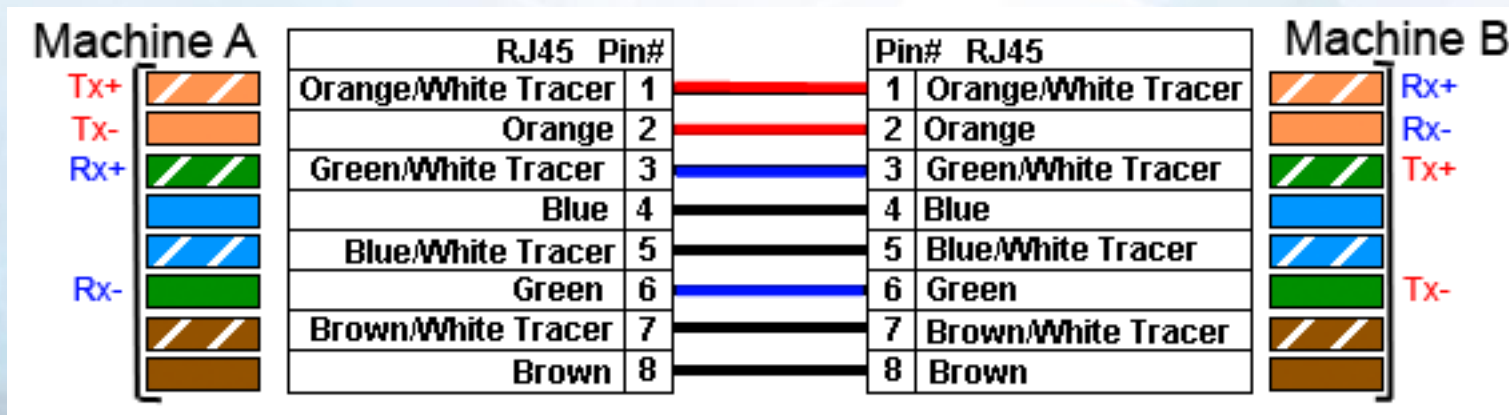 Machine A RJ45 Pin# Pin# RJ45 Machine B
Tx+ Orange/White Tracer 1 1 Orange/White Tracer Rx+
Tx- Orange 2 2 Orange Rx-
Rx+ Green/White Tracer 3 3 Green/White Tracer Tx+
Blue 4 4 Blue
Blue/White Tracer 5 5 Blue/White Tracer
Rx- Green 6 6 Green Tx-
Brown/White Tracer 7 7 Brown/White Tracer
Brown 8 8 Brown